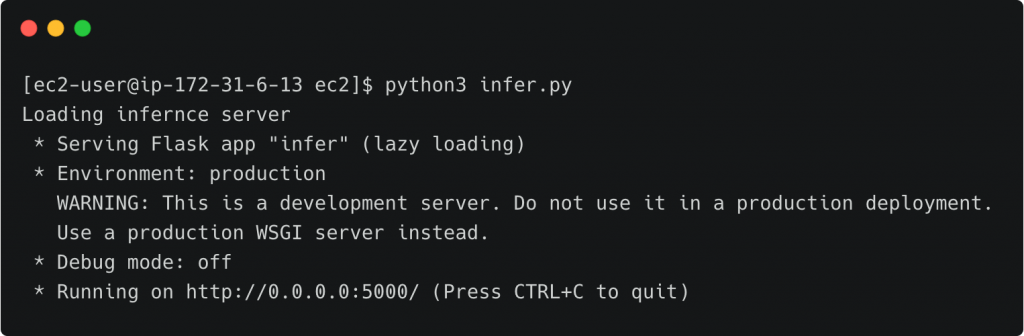 [ec2-user@ip-172-31-6-13 ec2]$ python3 infer.py
Loading infernce server
 * Serving Flask app "infer" (lazy loading)
 * Environment: production
   WARNING: This is a development server. Do not use it in a production deployment.
   Use a production WSGI server instead.
 * Debug mode: off
 * Running on http://0.0.0.0:5000/ (Press CTRL+C to quit)